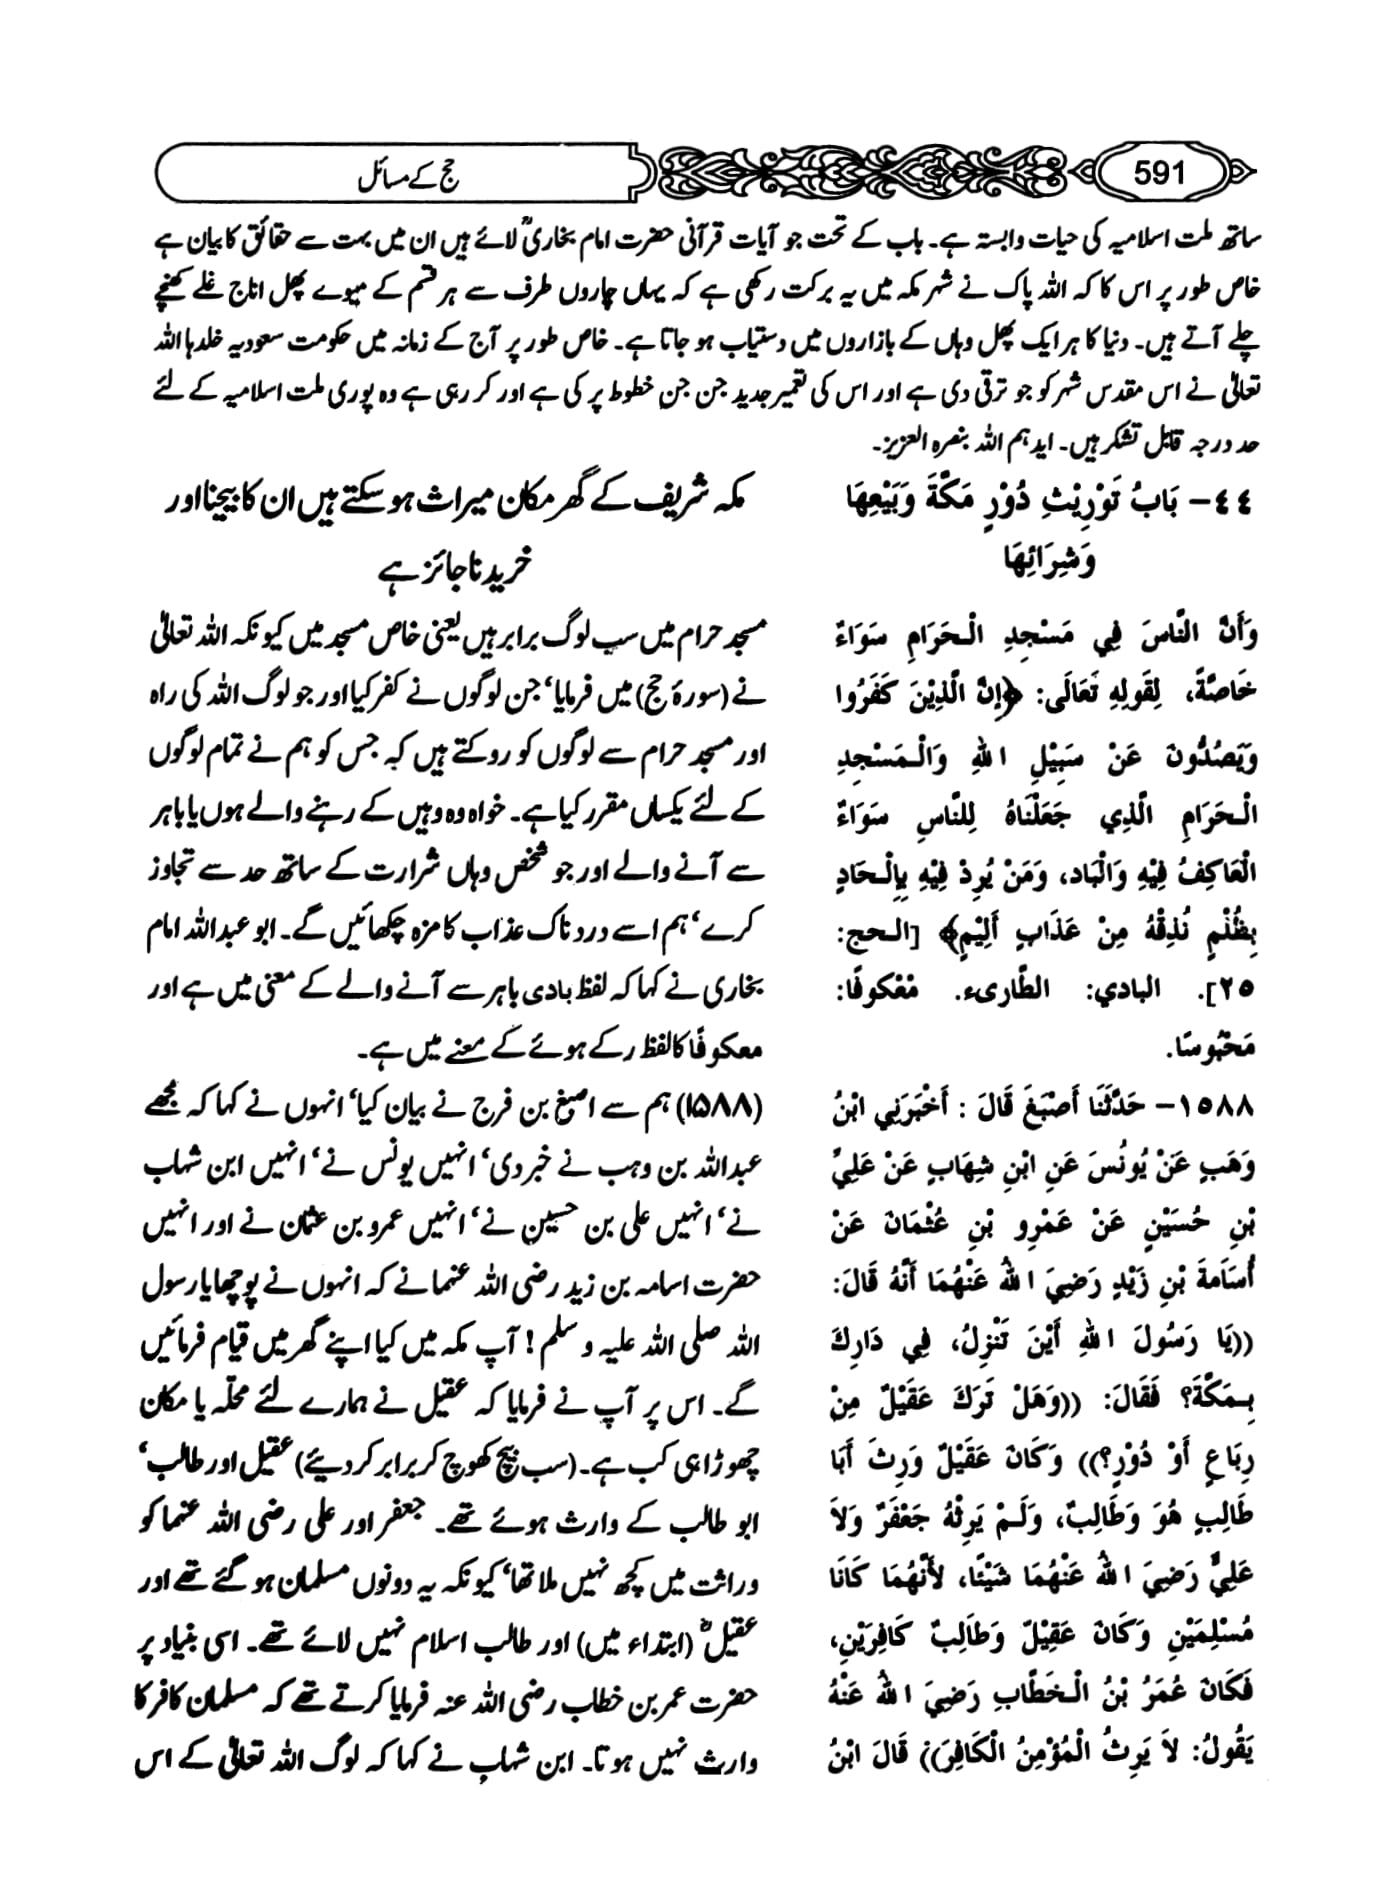 591
حج کے مسائل
ساتھ ملت اسلامیہ کی حیات وابستہ ہے۔ باب کے تحت جو آیات قرآنی حضرت امام بخاریؒ لائے ہیں ان میں بہت سے حقائق کا بیان ہے
خاص طور پر اس کا کہ اللہ پاک نے شہر مکہ میں یہ برکت رکھی ہے کہ یہاں چاروں طرف سے ہر قسم کے میوے پھل اناج غلے کھنچے
چلے آتے ہیں۔ دنیا کا ہر ایک پھل وہاں کے بازاروں میں دستیاب ہو جاتا ہے۔ خاص طور پر آج کے زمانہ میں حکومت سعودیہ خلدہا اللہ
تعالیٰ نے اس مقدس شہر کو جو ترقی دی ہے اور اس کی تعمیر جدید جن جن خطوط پر کی ہے اور کر رہی ہے وہ پوری ملت اسلامیہ کے لئے
حد درجہ قابل تشکر ہیں۔ ایدہم اللہ بنصرہ العزیز۔
٤٤- بَابُ تَوْرِيْثِ دُوْرِ مَكَّةَ وَبَيْعِهَا
وَشِرَائِهَا
وَأَنَّ النَّاسَ فِي مَسْجِدِ الْحَرَامِ سَوَاءٌ
خَاصَّةً، لِقَولِهِ تَعَالَى: ﴿إِنَّ الَّذِيْنَ كَفَرُوا
وَيَصُدُّونَ عَنْ سَبِيْلِ اللهِ وَالْمَسْجِدِ
الْحَرَامِ الَّذِي جَعَلْنَاهُ لِلنَّاسِ سَوَاءٌ
الْعَاكِفُ فِيْهِ وَالْبَاد، وَمَنْ يُرِدْ فِيْهِ بِإِلْحَادٍ
بِظُلْمٍ نُذِقْهُ مِنْ عَذَابٍ أَلِيْمٍ﴾ [الحج:
٢٥]. البادي: الطَّارِيء. مَعْكوفًا:
مَحْبُوسًا.
١٥٨٨- حَدَّثَنَا أَصْبَغَ قَالَ : أَخْبَرَنِي ابْنُ
وَهَبٍ عَنْ يُونُسَ عَنِ ابْنِ شِهَابٍ عَنْ عَلِيِّ
بْنِ حُسَيْنٍ عَنْ عَمْرِو بْنِ عُثْمَانَ عَنْ
أُسَامَةَ بْنِ زَيْدٍ رَضِيَ اللهُ عَنْهُمَا أَنَّهُ قَالَ:
((يَا رَسُولَ اللهِ أَيْنَ تَنْزِلُ، فِي دَارِكَ
بِمَكَّةَ؟ فَقَالَ: ((وَهَلْ تَرَكَ عَقَيْلٌ مِنْ
رِبَاعٍ أَوْ دُوْرٍ؟)) وَكَانَ عَقَيْلٌ وَرِثَ أَبَا
طَالِبٍ هُوَ وَطَالِبٌ، وَلَمْ يَرِثْهُ جَعْفَرٌ وَلاَ
عَلِيٌّ رَضِيَ اللهُ عَنْهُمَا شَيْئًا، لأَنَّهُمَا كَانَا
مُسْلِمَيْنِ وَكَانَ عَقِيْلٌ وَطَالِبٌ كَافِرَيْنِ،
فَكَانَ عُمَرُ بْنُ الْخَطَّابِ رَضِيَ اللهُ عَنْهُ
يَقُولُ: لاَ يَرِثُ الْمُؤْمِنُ الْكَافِرَ)) قَالَ ابْنُ
مکہ شریف کے گھر مکان میراث ہو سکتے ہیں ان کا بیچنا اور
خریدنا جائز ہے
مسجد حرام میں سب لوگ برابر ہیں یعنی خاص مسجد میں کیونکہ اللہ تعالیٰ
نے (سورۂ حج) میں فرمایا‘ جن لوگوں نے کفر کیا اور جو لوگ اللہ کی راہ
اور مسجد حرام سے لوگوں کو روکتے ہیں کہ جس کو ہم نے تمام لوگوں
کے لئے یکساں مقرر کیا ہے۔ خواہ وہ وہیں کے رہنے والے ہوں یا باہر
سے آنے والے اور جو شخص وہاں شرارت کے ساتھ حد سے تجاوز
کرے‘ ہم اسے دردناک عذاب کا مزہ چکھائیں گے۔ ابو عبداللہ امام
بخاری نے کہا کہ لفظ بادی باہر سے آنے والے کے معنی میں ہے اور
معکوفًا کا لفظ رکے ہوئے کے معنے میں ہے۔
(۱۵۸۸) ہم سے اصبغ بن فرج نے بیان کیا‘ انہوں نے کہا کہ مجھے
عبداللہ بن وہب نے خبر دی‘ انہیں یونس نے‘ انہیں ابن شہاب
نے‘ انہیں علی بن حسین نے‘ انہیں عمرو بن عثمان نے اور انہیں
حضرت اسامہ بن زید رضی اللہ عنہما نے کہ انہوں نے پوچھا یا رسول
اللہ صلی اللہ علیہ و سلم! آپ مکہ میں کیا اپنے گھر میں قیام فرمائیں
گے۔ اس پر آپ نے فرمایا کہ عقیل نے ہمارے لئے محلّہ یا مکان
چھوڑا ہی کب ہے۔ (سب بیچ کھوچ کر برابر کر دیئے) عقیل اور طالب‘
ابو طالب کے وارث ہوئے تھے۔ جعفر اور علی رضی اللہ عنہما کو
وراثت میں کچھ نہیں ملا تھا‘ کیونکہ یہ دونوں مسلمان ہو گئے تھے اور
عقیلؓ (ابتداء میں) اور طالب اسلام نہیں لائے تھے۔ اسی بنیاد پر
حضرت عمر بن خطاب رضی اللہ عنہ فرمایا کرتے تھے کہ مسلمان کافر کا
وارث نہیں ہوتا۔ ابن شہاب نے کہا کہ لوگ اللہ تعالیٰ کے اس